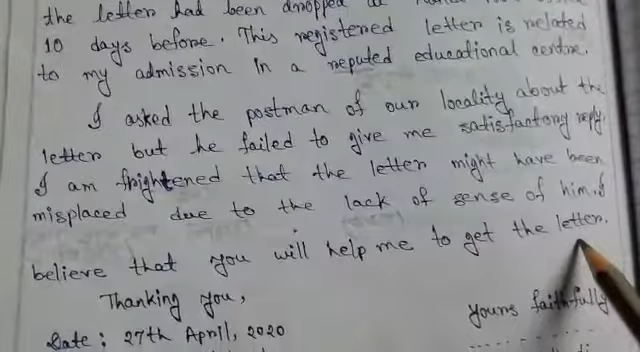 the letter had been dropped
10 days before. This registered letter is related
to my admission in a reputed educational centre.
I asked the postman of our locality about the
letter but he failed to give me satisfactory reply.
I am frightened that the letter might have been
misplaced due to the lack of sense of him. I
believe that you will help me to get the letter.
Thanking you,
yours faithfully
Date : 27th April, 2020